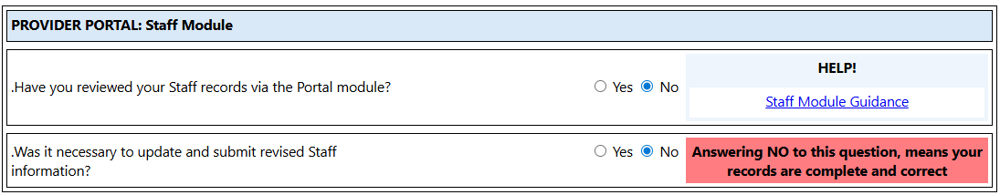 PROVIDER PORTAL: Staff Module
.Have you reviewed your Staff records via the Portal module?
Yes No
HELP!
Staff Module Guidance
.Was it necessary to update and submit revised Staff
information?
Yes No
Answering NO to this question, means your
records are complete and correct